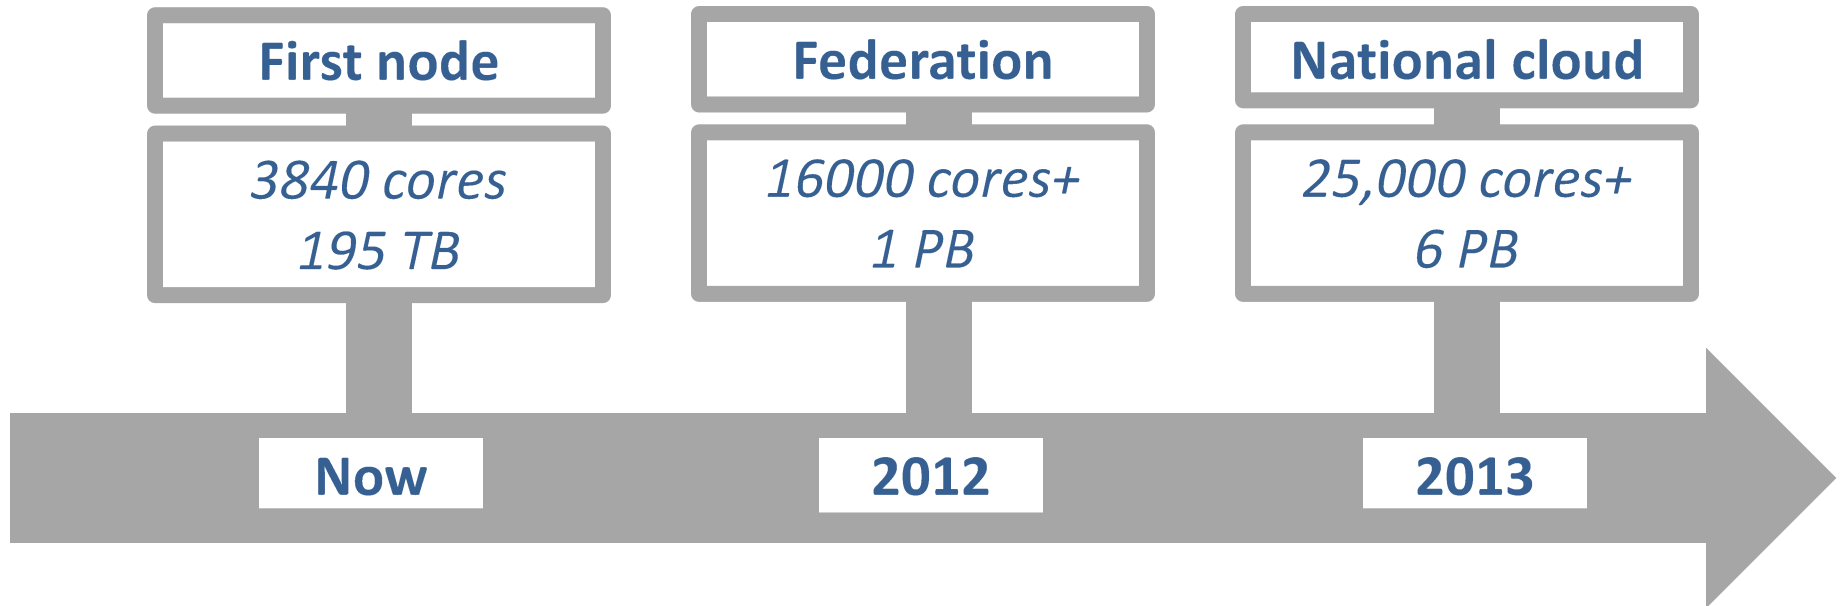 First node
3840 cores
195 TB
Now
Federation
16000 cores+
1 PB
2012
National cloud
25,000 cores+
6 PB
2013